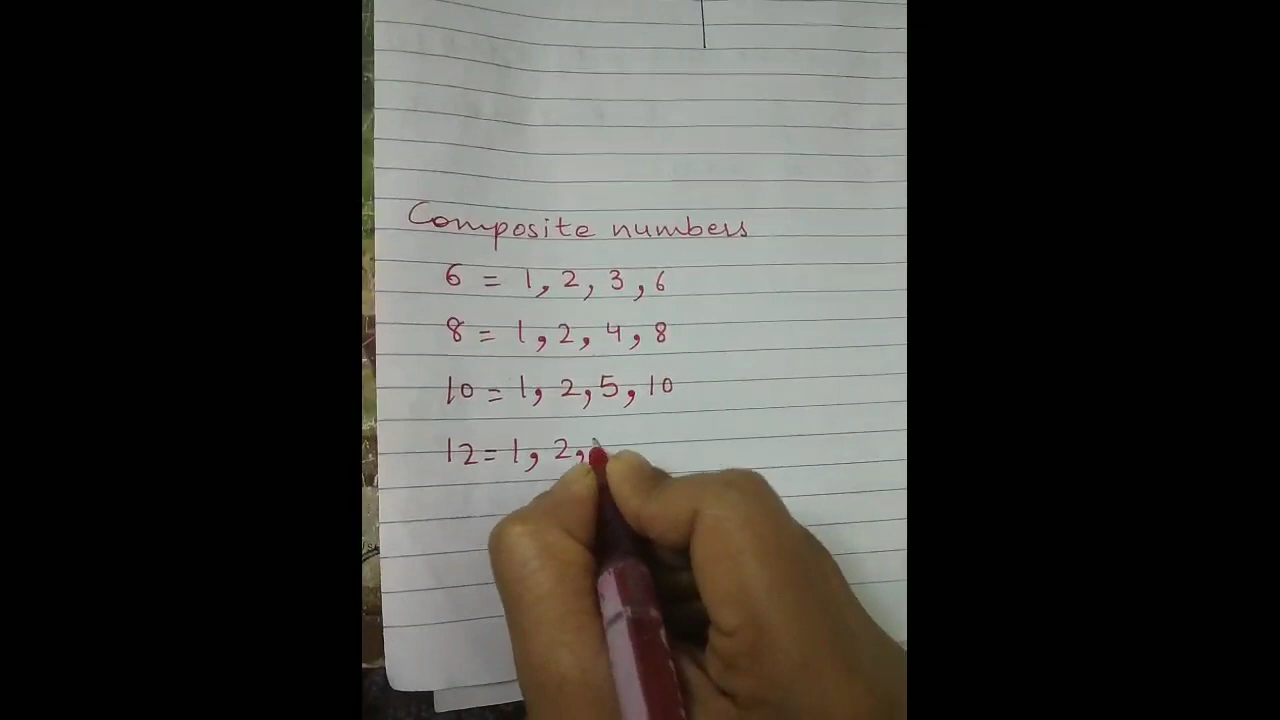 Composite numbers
6 = 1, 2, 3, 6
8 = 1, 2, 4, 8
10 = 1, 2, 5, 10
12 = 1, 2,